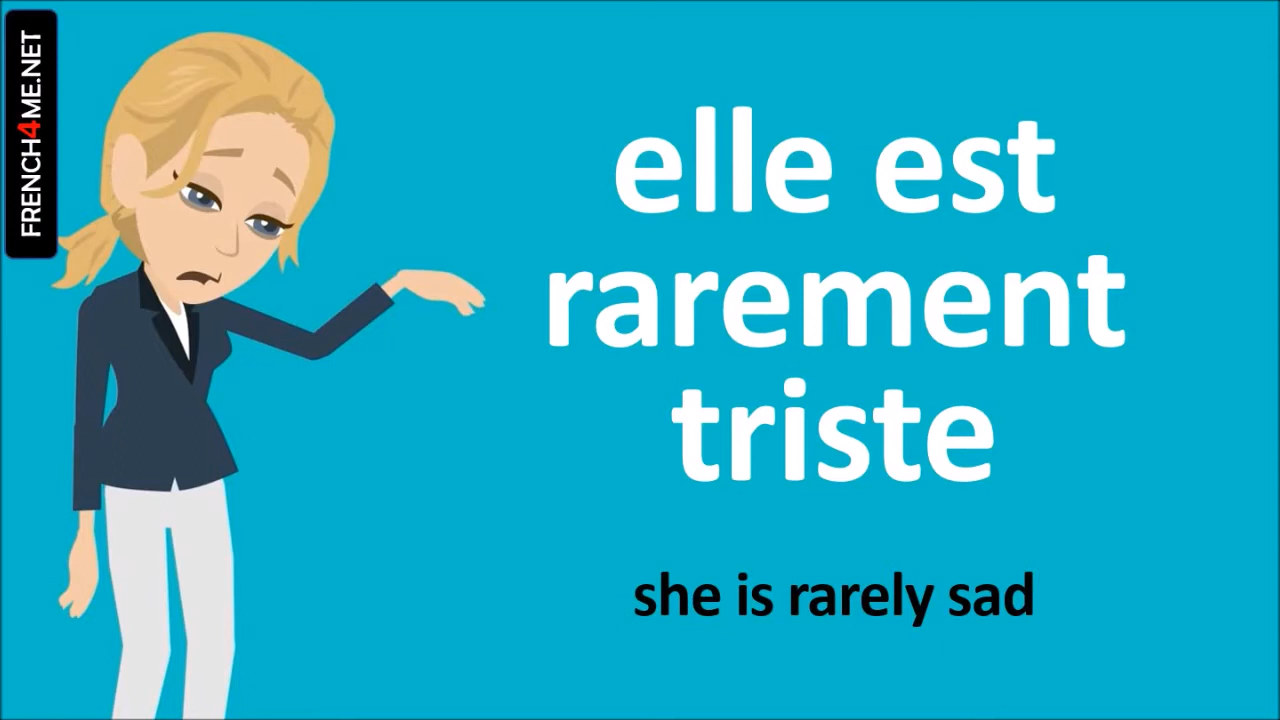 FRENCH4ME.NET
elle est
rarement
triste
she is rarely sad